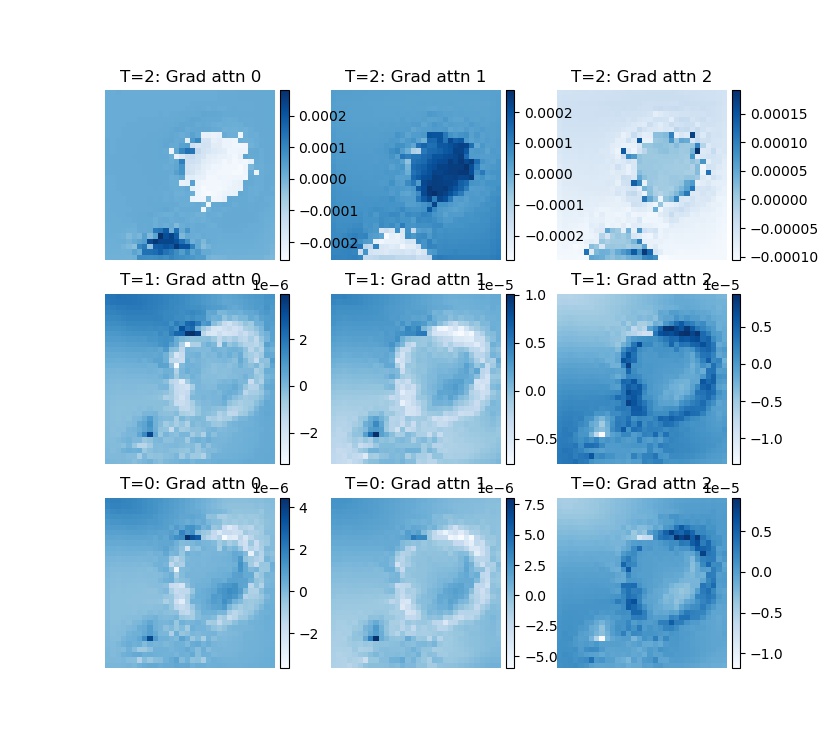 T=2: Grad attn 0
T=2: Grad attn 1
T=2: Grad attn 2
0.0002
0.0001
0.0000
−0.0001
−0.0002
0.0002
0.0001
0.0000
−0.0001
−0.0002
0.00015
0.00010
0.00005
0.00000
−0.00005
−0.00010
T=1: Grad attn 0
1e−6
T=1: Grad attn 1
1e−5
T=1: Grad attn 2
1e−5
2
0
−2
1.0
0.5
0.0
−0.5
0.5
0.0
−0.5
−1.0
T=0: Grad attn 0
1e−6
T=0: Grad attn 1
1e−6
T=0: Grad attn 2
1e−5
4
2
0
−2
7.5
5.0
2.5
0.0
−2.5
−5.0
0.5
0.0
−0.5
−1.0